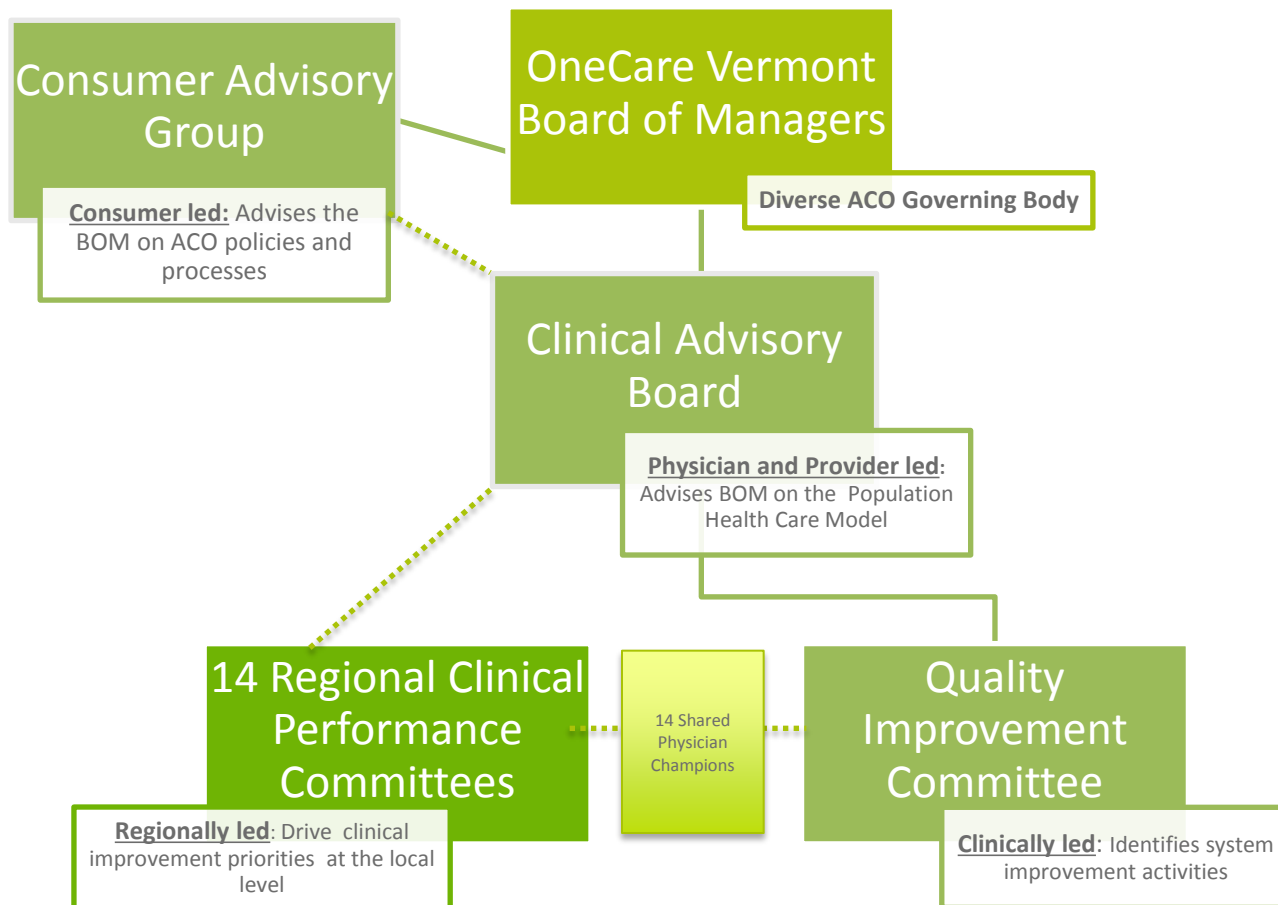 Consumer Advisory
Group
Consumer led: Advises the
BOM on ACO policies and
processes
OneCare Vermont
Board of Managers
Diverse ACO Governing Body
Clinical Advisory
Board
Physician and Provider led:
Advises BOM on the Population
Health Care Model
14 Regional Clinical
Performance
Committees
Regionally led: Drive clinical
improvement priorities at the local
level
14 Shared
Physician
Champions
Quality
Improvement
Committee
Clinically led: Identifies system
improvement activities